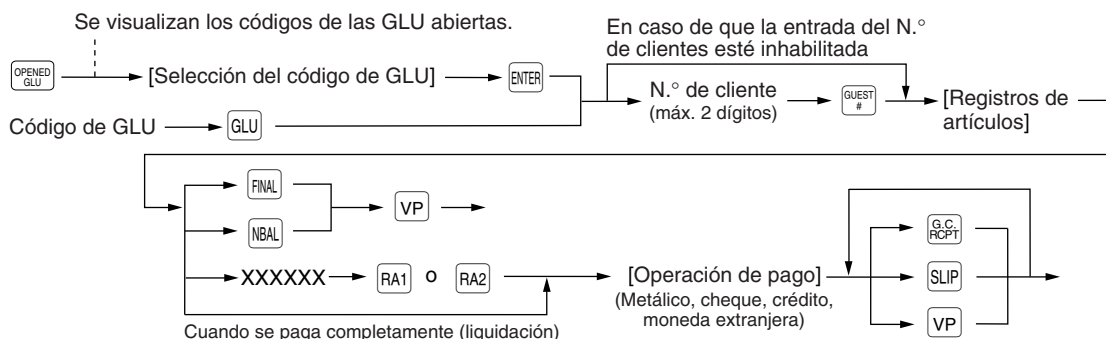 Se visualizan los códigos de las GLU abiertas.
En caso de que la entrada del N.°
de clientes esté inhabilitada
OPENED
GLU
[Selección del código de GLU]
ENTER
N.° de cliente
(máx. 2 dígitos)
GUEST
#
[Registros de
artículos]
Código de GLU
GLU
FINAL
NBAL
VP
XXXXXX
RA1
o
RA2
Cuando se paga completamente (liquidación)
[Operación de pago]
(Metálico, cheque, crédito,
moneda extranjera)
G.C.
RCPT
SLIP
VP